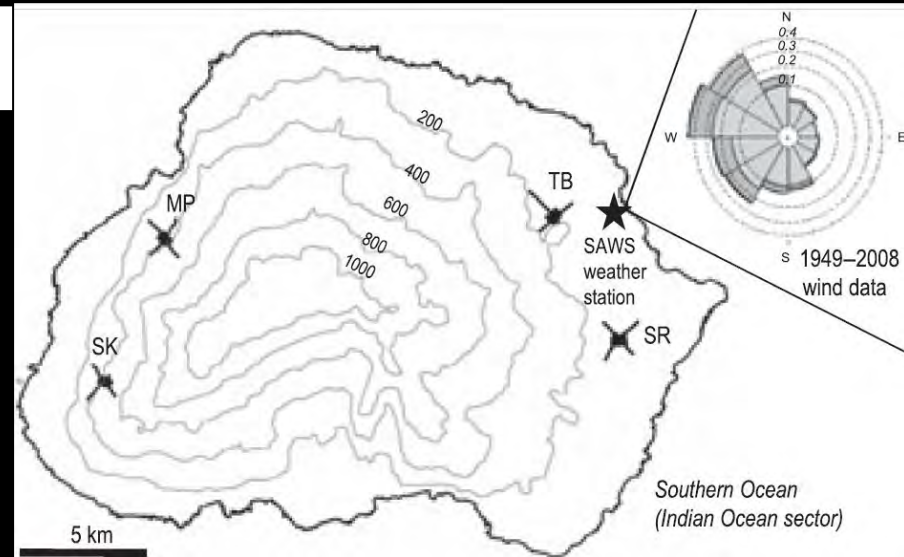 N
0.4
0.3
0.2
0.1
W
E
S
1949–2008
wind data
200
400
600
800
1000
MP
TB
SAWS
weather
station
SR
SK
Southern Ocean
(Indian Ocean sector)
5 km